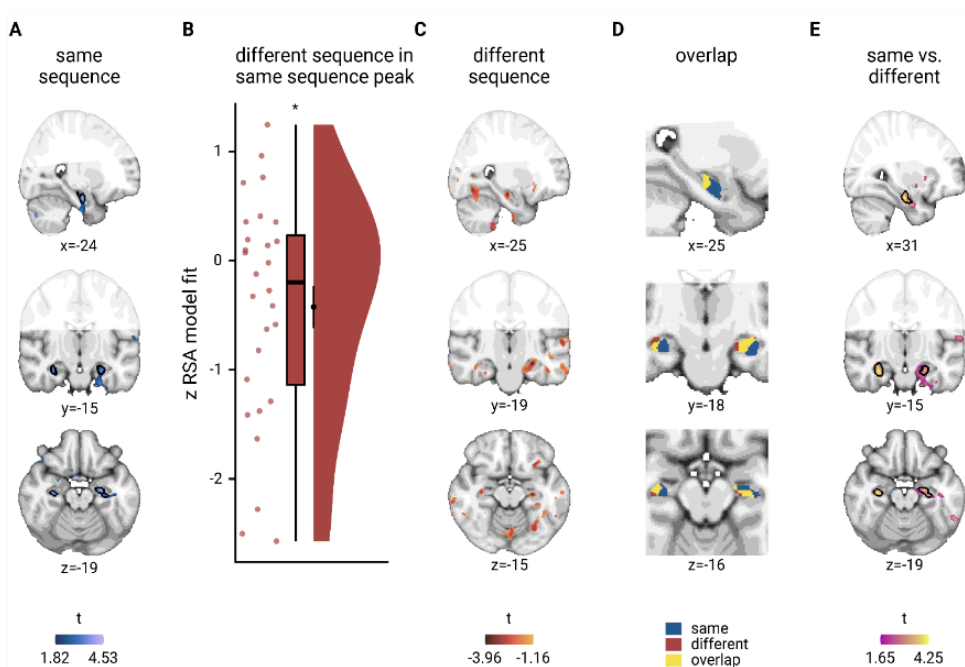 A
same
sequence
x=-24
y=-15
z=-19
t
1.82 4.53
B
different sequence in
same sequence peak
*
z RSA model fit
1
0
-1
-2
C
different
sequence
x=-25
y=-19
z=-15
t
-3.96 -1.16
D
overlap
x=-25
y=-18
z=-16
same
different
overlap
E
same vs.
different
x=31
y=-15
z=-19
t
1.65 4.25